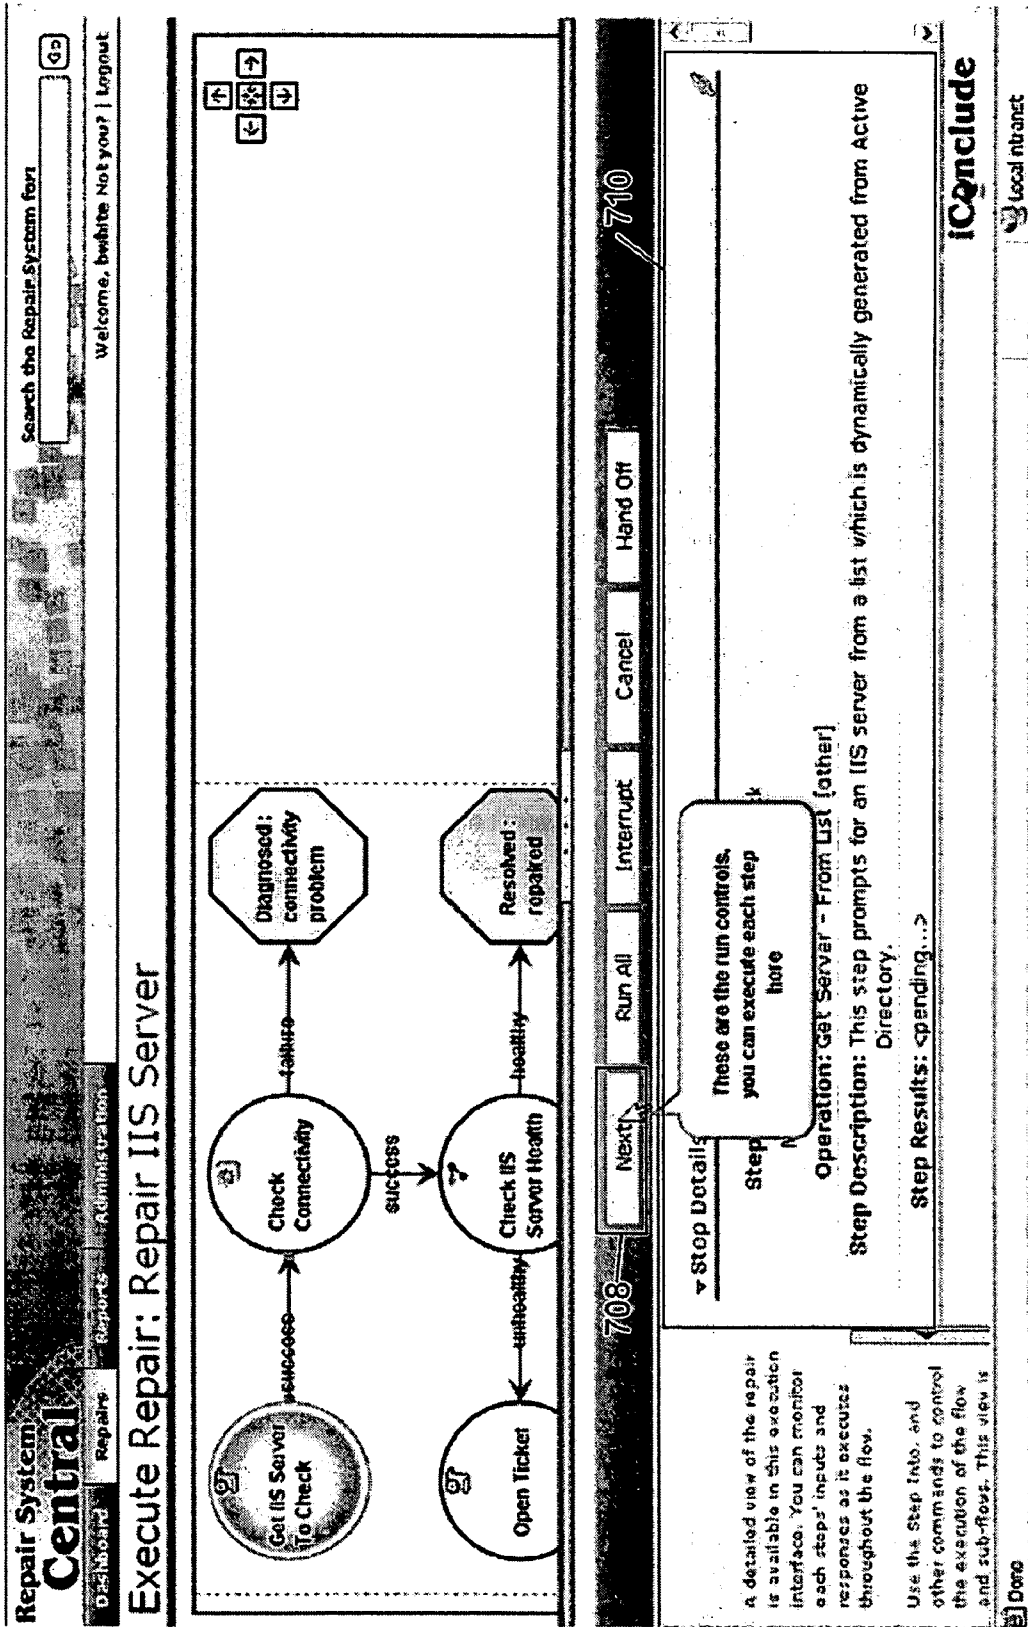 Repair System
Central
Search the Repair System for:
Dashboard Repairs Reports Administration
Welcome, bwhite Not you? | Logout
Execute Repair: Repair IIS Server
Get IIS Server
To Check
success
Check
Connectivity
failure
Diagnosed:
connectivity
problem
success
Open Ticket
unhealthy
Check IIS
Server Health
healthy
Resolved:
repaired
708
Next
Run All
Interrupt
Cancel
Hand Off
710
A detailed view of the repair
is available in this execution
interface. You can monitor
each steps' inputs and
responses as it executes
throughout the flow.
Use the Step Into, and
other commands to control
the execution of the flow
and sub-flows. This view is
Step Details
These are the run controls,
you can execute each step
here
Step
Operation: Get Server - From List [other]
Step Description: This step prompts for an IIS server from a list which is dynamically generated from Active
Directory.
Step Results: <pending...>
iConclude
Done
Local intranet